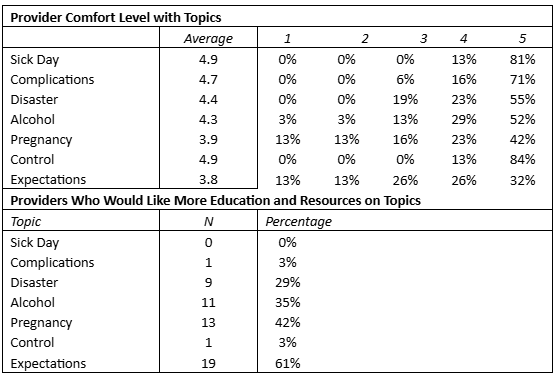 Provider Comfort Level with Topics
Average 1 2 3 4 5
Sick Day 4.9 0% 0% 0% 13% 81%
Complications 4.7 0% 0% 6% 16% 71%
Disaster 4.4 0% 0% 19% 23% 55%
Alcohol 4.3 3% 3% 13% 29% 52%
Pregnancy 3.9 13% 13% 16% 23% 42%
Control 4.9 0% 0% 0% 13% 84%
Expectations 3.8 13% 13% 26% 26% 32%
Providers Who Would Like More Education and Resources on Topics
Topic N Percentage
Sick Day 0 0%
Complications 1 3%
Disaster 9 29%
Alcohol 11 35%
Pregnancy 13 42%
Control 1 3%
Expectations 19 61%